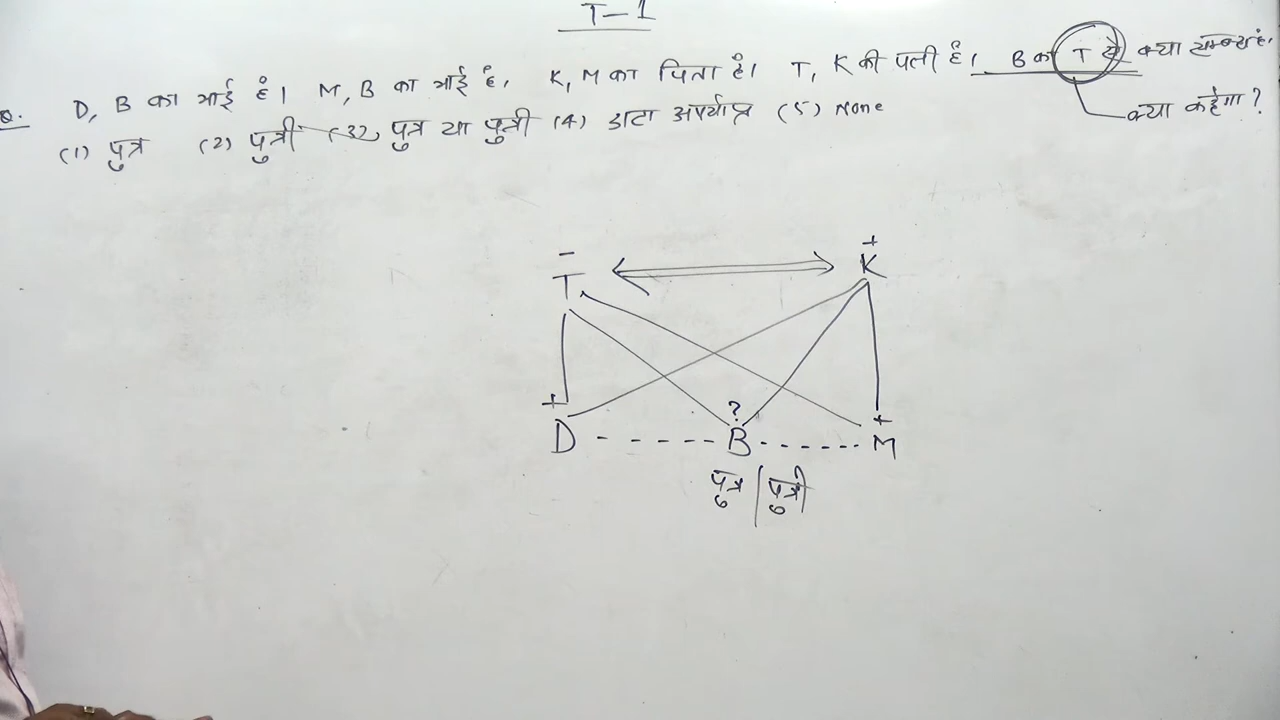 T-1
Q. D, B का भाई है। M, B का भाई है, K, M का पिता है। T, K की पत्नी है। B का T से क्या सम्बन्ध है,
क्या कहेगा ?
(1) पुत्र (2) पुत्री (3) पुत्र या पुत्री (4) डाटा अपर्याप्त (5) None
- +
T K
+ ? +
D - - - - - - B - - - - - - M
पुत्र | पुत्री